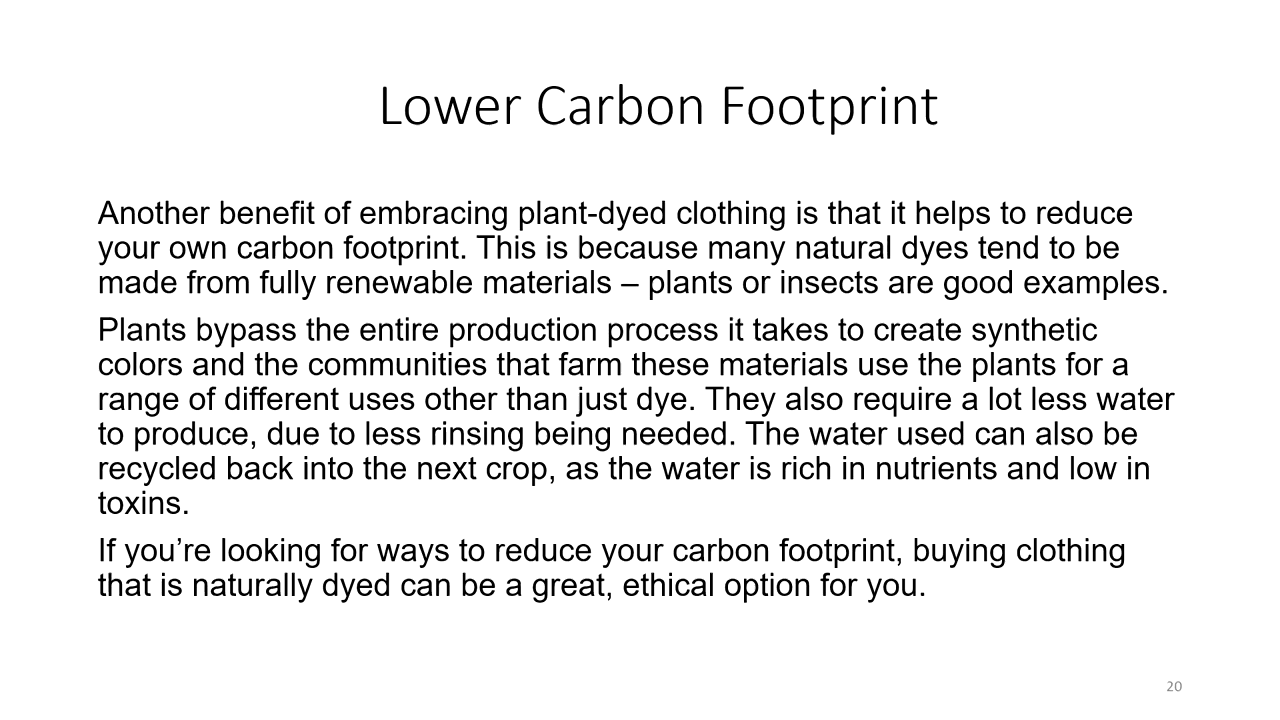 Lower Carbon Footprint
Another benefit of embracing plant-dyed clothing is that it helps to reduce
your own carbon footprint. This is because many natural dyes tend to be
made from fully renewable materials – plants or insects are good examples.
Plants bypass the entire production process it takes to create synthetic
colors and the communities that farm these materials use the plants for a
range of different uses other than just dye. They also require a lot less water
to produce, due to less rinsing being needed. The water used can also be
recycled back into the next crop, as the water is rich in nutrients and low in
toxins.
If you’re looking for ways to reduce your carbon footprint, buying clothing
that is naturally dyed can be a great, ethical option for you.
20